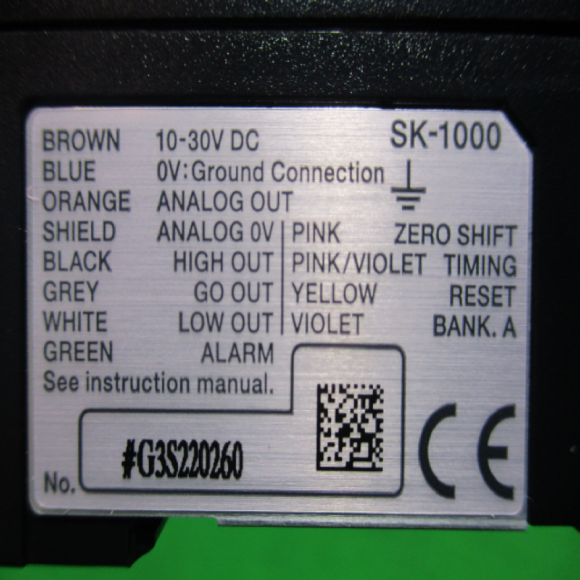 SK-1000
BROWN 10-30V DC
BLUE 0V:Ground Connection
ORANGE ANALOG OUT
SHIELD ANALOG 0V PINK ZERO SHIFT
BLACK HIGH OUT PINK/VIOLET TIMING
GREY GO OUT YELLOW RESET
WHITE LOW OUT VIOLET BANK. A
GREEN ALARM
See instruction manual.
No. #G3S220260
CE